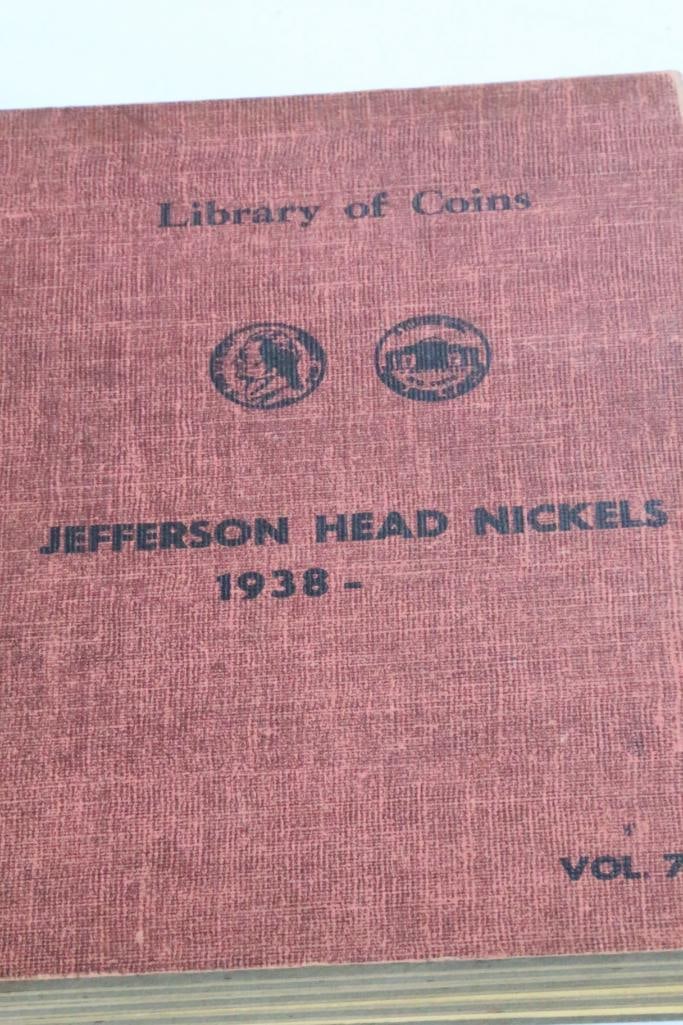 Library of Coins
JEFFERSON HEAD NICKELS
1938 -
VOL. 7